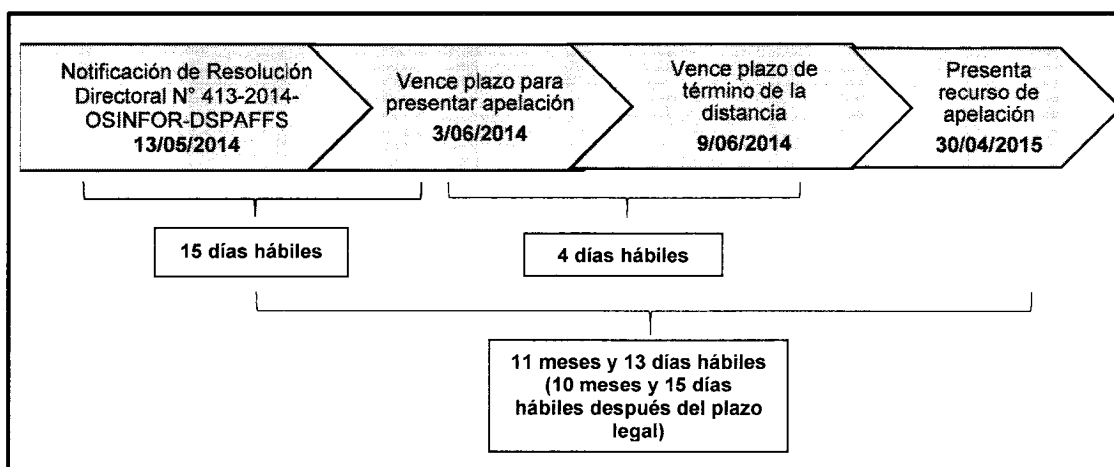 Notificación de Resolución
Directoral N° 413-2014-
OSINFOR-DSPAFFS
13/05/2014
Vence plazo para
presentar apelación
3/06/2014
Vence plazo de
término de la
distancia
9/06/2014
Presenta
recurso de
apelación
30/04/2015
15 días hábiles
4 días hábiles
11 meses y 13 días hábiles
(10 meses y 15 días
hábiles después del plazo
legal)